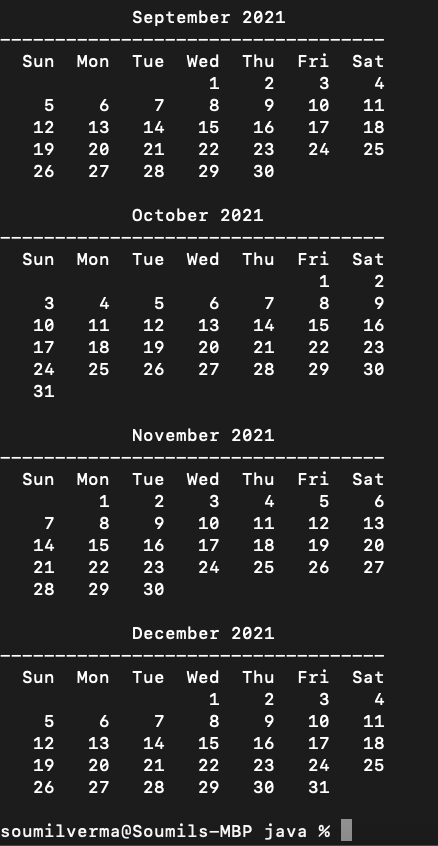 September 2021
-----------------------------------
Sun Mon Tue Wed Thu Fri Sat
1 2 3 4
5 6 7 8 9 10 11
12 13 14 15 16 17 18
19 20 21 22 23 24 25
26 27 28 29 30
October 2021
-----------------------------------
Sun Mon Tue Wed Thu Fri Sat
1 2
3 4 5 6 7 8 9
10 11 12 13 14 15 16
17 18 19 20 21 22 23
24 25 26 27 28 29 30
31
November 2021
-----------------------------------
Sun Mon Tue Wed Thu Fri Sat
1 2 3 4 5 6
7 8 9 10 11 12 13
14 15 16 17 18 19 20
21 22 23 24 25 26 27
28 29 30
December 2021
-----------------------------------
Sun Mon Tue Wed Thu Fri Sat
1 2 3 4
5 6 7 8 9 10 11
12 13 14 15 16 17 18
19 20 21 22 23 24 25
26 27 28 29 30 31
soumilverma@Soumils-MBP java %